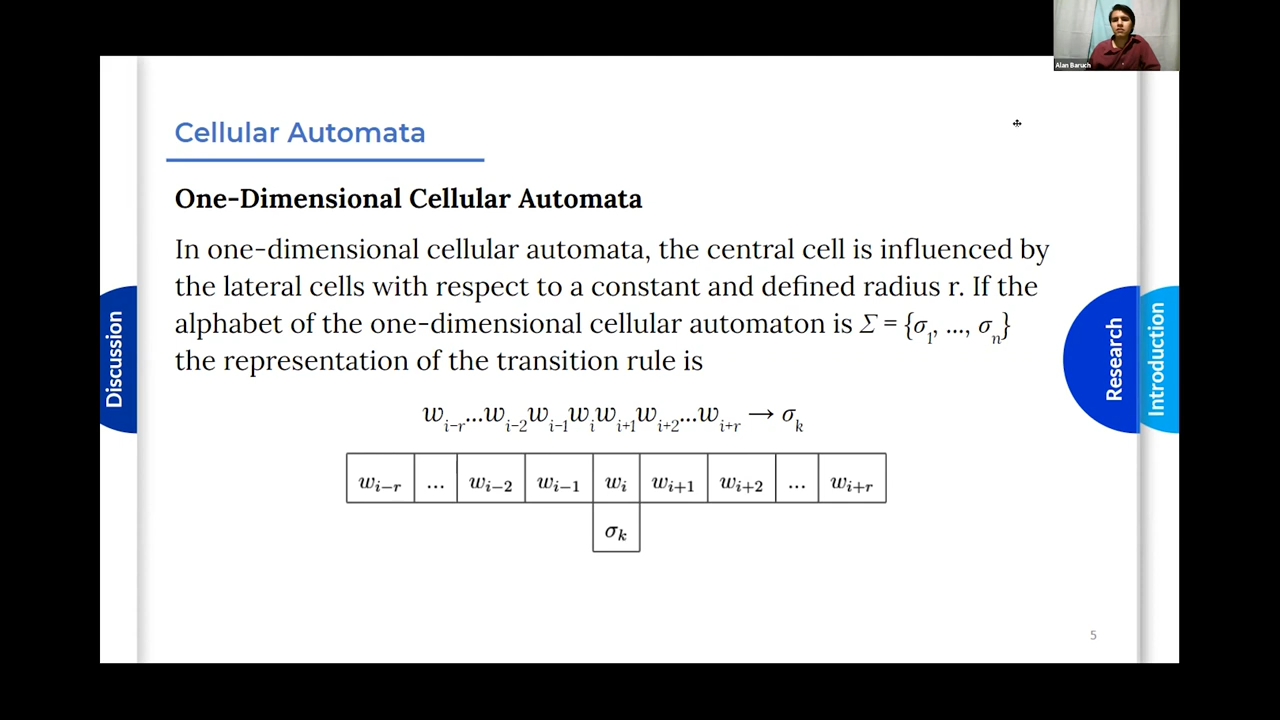 Alan Baruch
Cellular Automata
One-Dimensional Cellular Automata
In one-dimensional cellular automata, the central cell is influenced by
the lateral cells with respect to a constant and defined radius r. If the
alphabet of the one-dimensional cellular automaton is Σ = {σ₁, ..., σₙ}
the representation of the transition rule is
w_{i-r}...w_{i-2}w_{i-1}w_iw_{i+1}w_{i+2}...w_{i+r} → σ_k
w_{i-r} ... w_{i-2} w_{i-1} w_i w_{i+1} w_{i+2} ... w_{i+r}
σ_k
Discussion
Research
Introduction
5